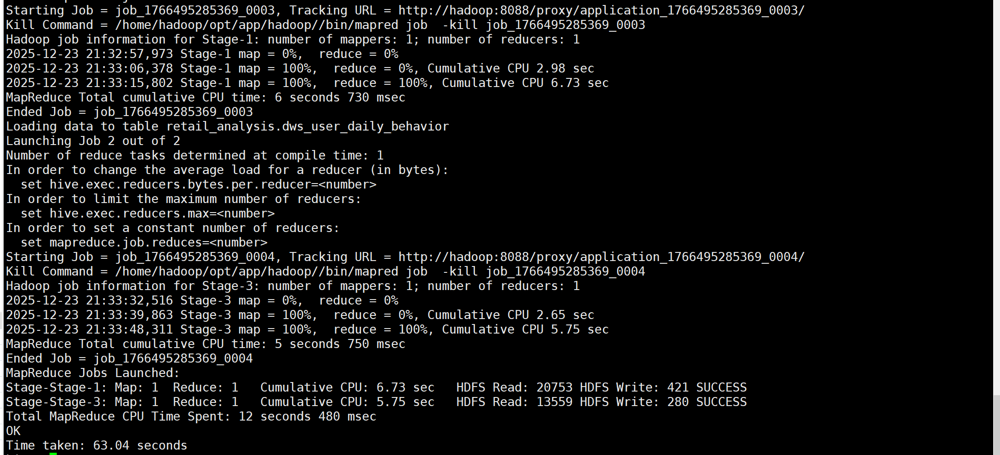 Starting Job = job_1766495285369_0003, Tracking URL = http://hadoop:8088/proxy/application_1766495285369_0003/
Kill Command = /home/hadoop/opt/app/hadoop//bin/mapred job  -kill job_1766495285369_0003
Hadoop job information for Stage-1: number of mappers: 1; number of reducers: 1
2025-12-23 21:32:57,973 Stage-1 map = 0%,  reduce = 0%
2025-12-23 21:33:06,378 Stage-1 map = 100%,  reduce = 0%, Cumulative CPU 2.98 sec
2025-12-23 21:33:15,802 Stage-1 map = 100%,  reduce = 100%, Cumulative CPU 6.73 sec
MapReduce Total cumulative CPU time: 6 seconds 730 msec
Ended Job = job_1766495285369_0003
Loading data to table retail_analysis.dws_user_daily_behavior
Launching Job 2 out of 2
Number of reduce tasks determined at compile time: 1
In order to change the average load for a reducer (in bytes):
  set hive.exec.reducers.bytes.per.reducer=<number>
In order to limit the maximum number of reducers:
  set hive.exec.reducers.max=<number>
In order to set a constant number of reducers:
  set mapreduce.job.reduces=<number>
Starting Job = job_1766495285369_0004, Tracking URL = http://hadoop:8088/proxy/application_1766495285369_0004/
Kill Command = /home/hadoop/opt/app/hadoop//bin/mapred job  -kill job_1766495285369_0004
Hadoop job information for Stage-3: number of mappers: 1; number of reducers: 1
2025-12-23 21:33:32,516 Stage-3 map = 0%,  reduce = 0%
2025-12-23 21:33:39,863 Stage-3 map = 100%,  reduce = 0%, Cumulative CPU 2.65 sec
2025-12-23 21:33:48,311 Stage-3 map = 100%,  reduce = 100%, Cumulative CPU 5.75 sec
MapReduce Total cumulative CPU time: 5 seconds 750 msec
Ended Job = job_1766495285369_0004
MapReduce Jobs Launched:
Stage-Stage-1: Map: 1  Reduce: 1   Cumulative CPU: 6.73 sec   HDFS Read: 20753 HDFS Write: 421 SUCCESS
Stage-Stage-3: Map: 1  Reduce: 1   Cumulative CPU: 5.75 sec   HDFS Read: 13559 HDFS Write: 280 SUCCESS
Total MapReduce CPU Time Spent: 12 seconds 480 msec
OK
Time taken: 63.04 seconds